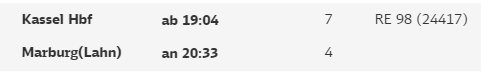 Kassel Hbf ab 19:04 7 RE 98 (24417)
Marburg(Lahn) an 20:33 4